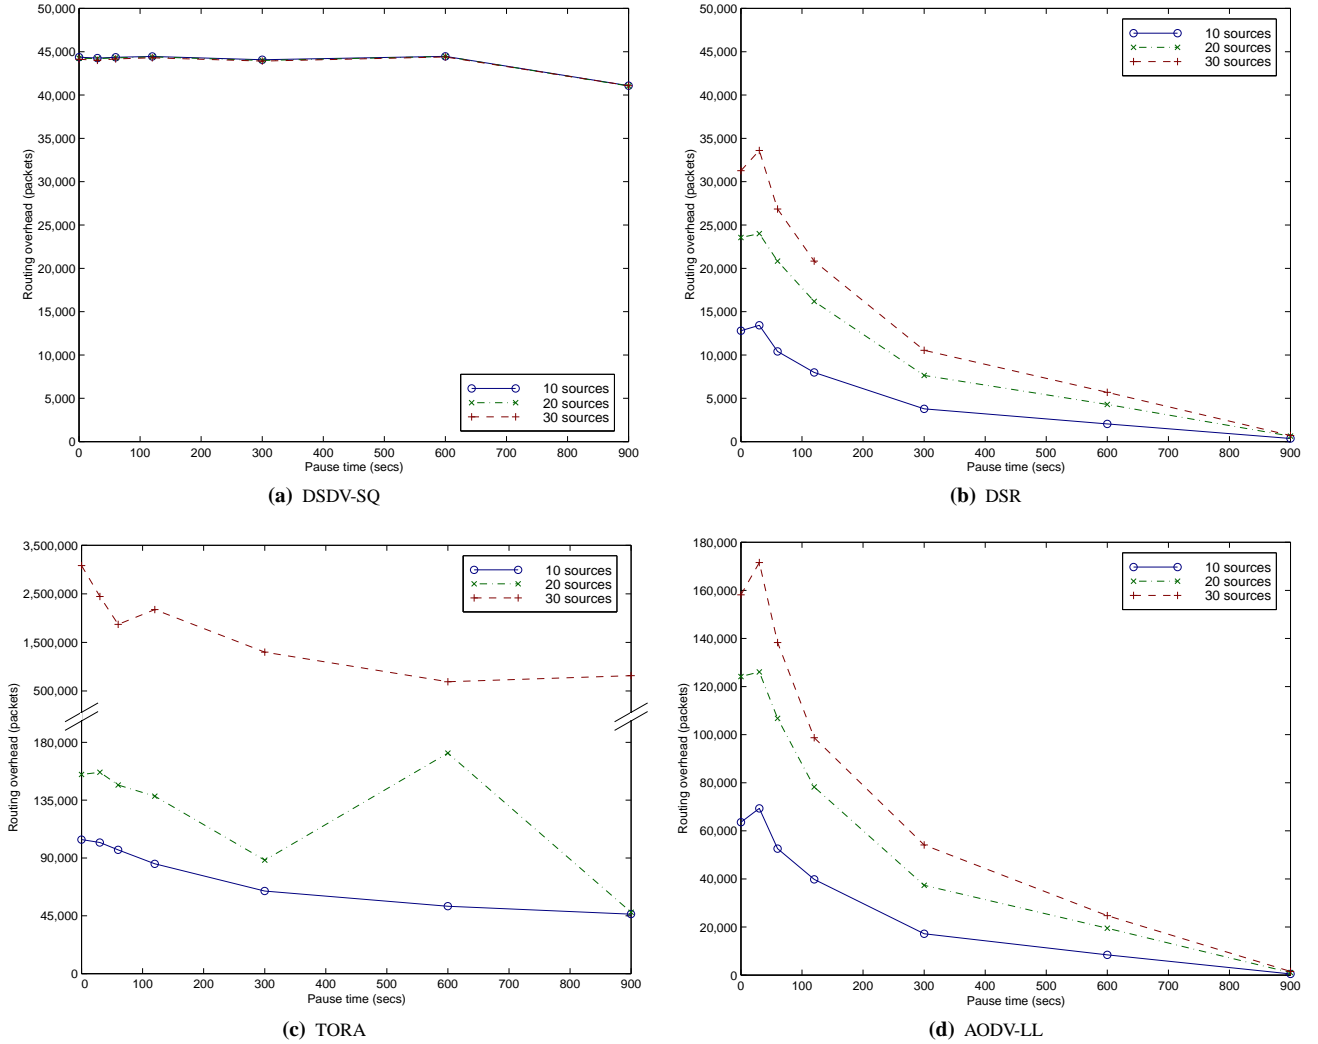 50,000
45,000
40,000
35,000
30,000
25,000
20,000
15,000
10,000
5,000
0
Routing overhead (packets)
10 sources
20 sources
30 sources
0 100 200 300 400 500 600 700 800 900
Pause time (secs)
(a) DSDV-SQ
50,000
45,000
40,000
35,000
30,000
25,000
20,000
15,000
10,000
5,000
0
Routing overhead (packets)
10 sources
20 sources
30 sources
0 100 200 300 400 500 600 700 800 900
Pause time (secs)
(b) DSR
3,500,000
2,500,000
1,500,000
500,000
180,000
135,000
90,000
45,000
0
Routing overhead (packets)
10 sources
20 sources
30 sources
0 100 200 300 400 500 600 700 800 900
Pause time (secs)
(c) TORA
180,000
160,000
140,000
120,000
100,000
80,000
60,000
40,000
20,000
0
Routing overhead (packets)
10 sources
20 sources
30 sources
0 100 200 300 400 500 600 700 800 900
Pause time (secs)
(d) AODV-LL